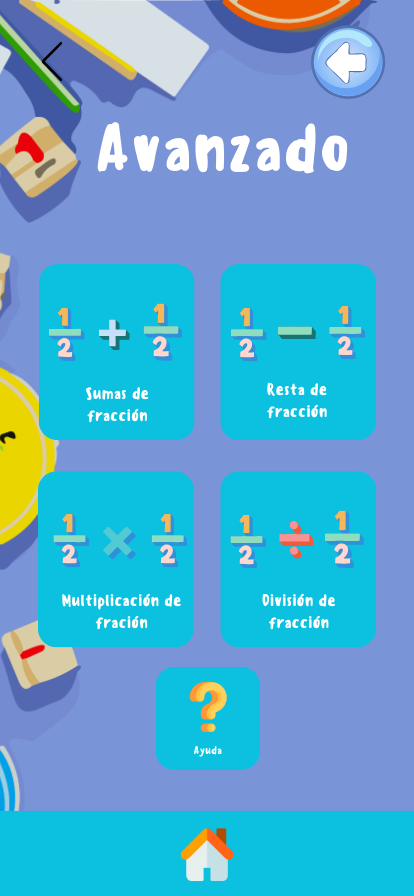 Avanzado
1/2 + 1/2
Sumas de
fracción
1/2 − 1/2
Resta de
fracción
1/2 × 1/2
Multiplicación de
fración
1/2 ÷ 1/2
División de
fracción
?
Ayuda